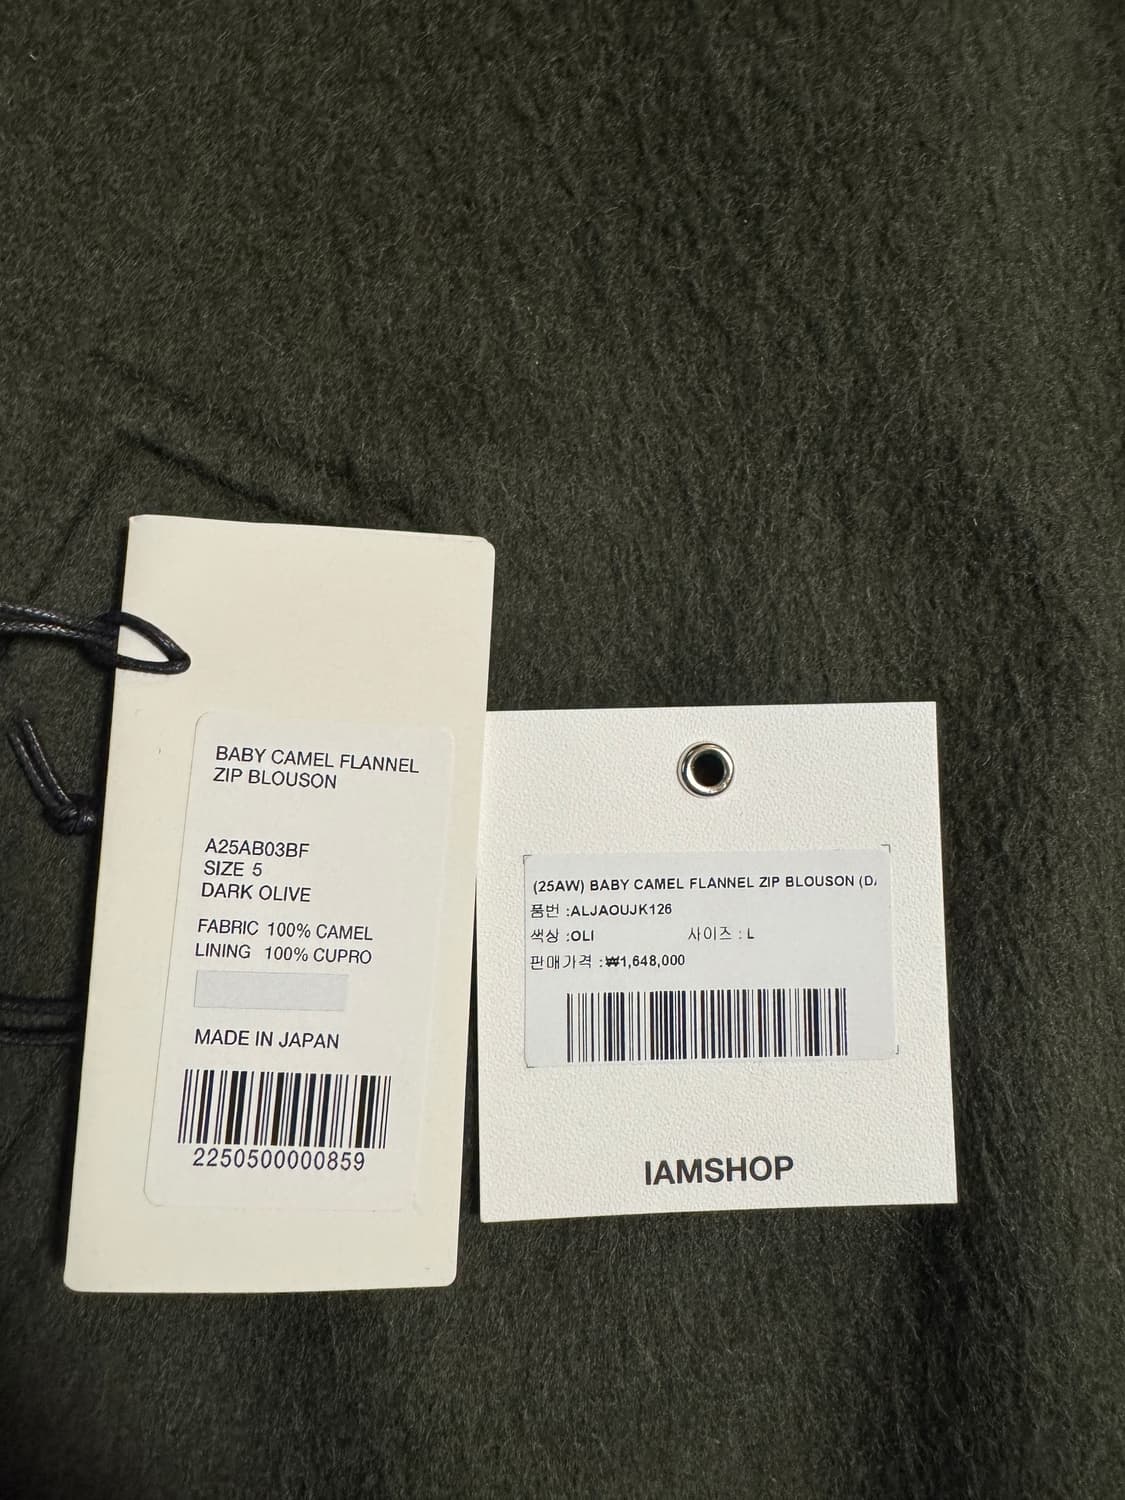 BABY CAMEL FLANNEL
ZIP BLOUSON
A25AB03BF
SIZE 5
DARK OLIVE
FABRIC 100% CAMEL
LINING 100% CUPRO
MADE IN JAPAN
2250500000859
(25AW) BABY CAMEL FLANNEL ZIP BLOUSON (DA
품번 :ALJAOUJK126
색상 :OLI 사이즈 : L
판매가격 :₩1,648,000
IAMSHOP